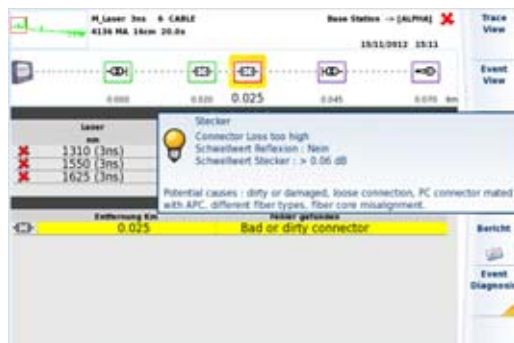 M_Laser 3ns 6 CABLE
Base Station -> [ALPHA]
4136 MA 16cm 20.0s
15/11/2012 15:11
Trace View
Event View
0.000 0.020 0.025 0.045 0.070 Km
Laser
nm
1310 (3ns)
1550 (3ns)
1625 (3ns)
Stecker
Connector Loss too high
Schwellwert Reflexion : Nein
Schwellwert Stecker : > 0.06 dB
Potential causes : dirty or damaged, loose connection, PC connector mated
with APC, different fiber types, fiber core misalignment.
Entfernung Km Fehler gefunden
0.025 Bad or dirty connector
Bericht
Event
Diagnosis